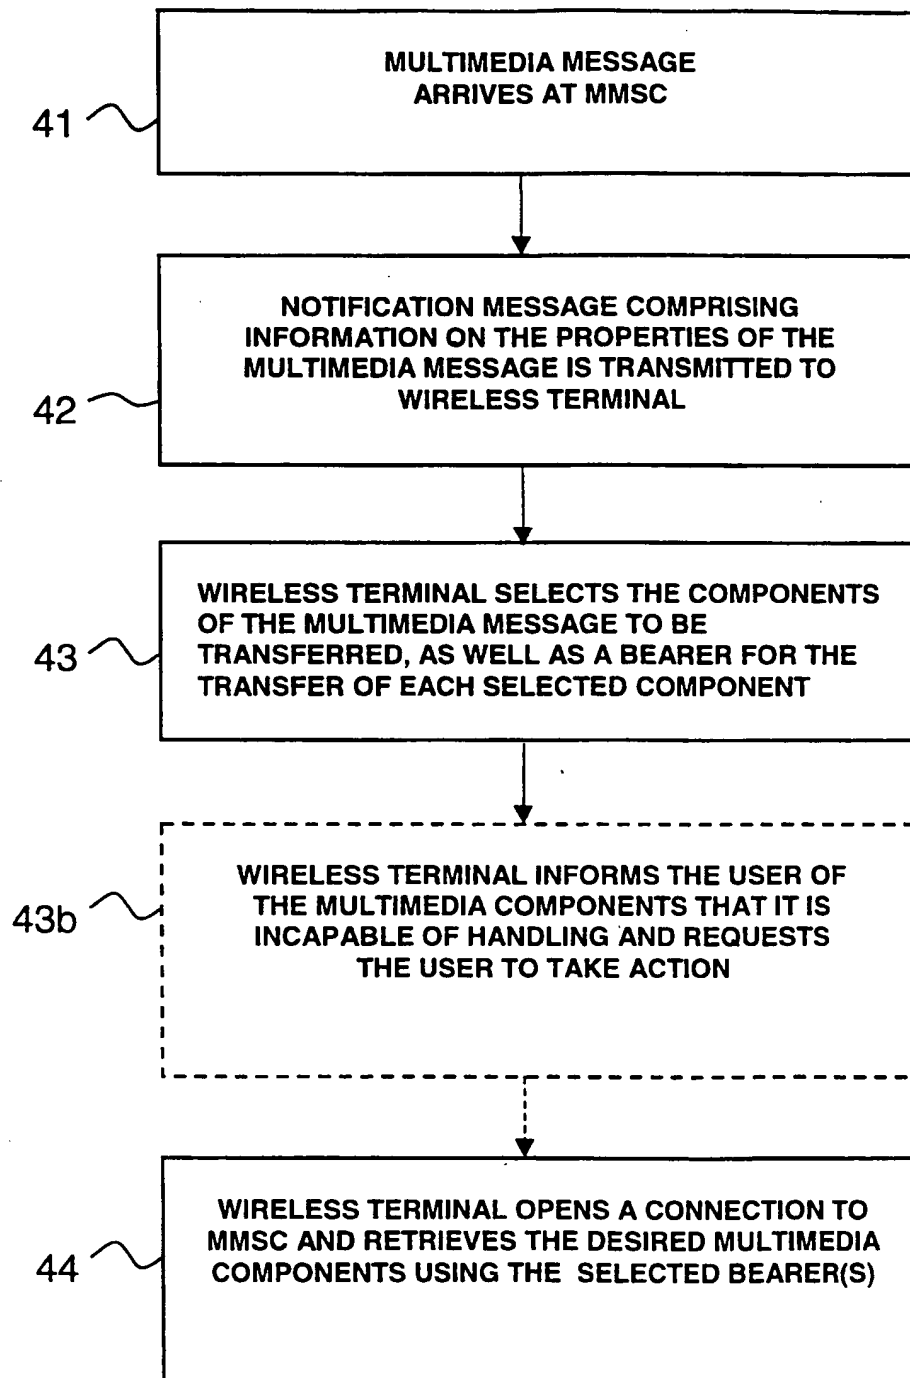 MULTIMEDIA MESSAGE
ARRIVES AT MMSC
41
NOTIFICATION MESSAGE COMPRISING
INFORMATION ON THE PROPERTIES OF THE
MULTIMEDIA MESSAGE IS TRANSMITTED TO
WIRELESS TERMINAL
42
WIRELESS TERMINAL SELECTS THE COMPONENTS
OF THE MULTIMEDIA MESSAGE TO BE
TRANSFERRED, AS WELL AS A BEARER FOR THE
TRANSFER OF EACH SELECTED COMPONENT
43
WIRELESS TERMINAL INFORMS THE USER OF
THE MULTIMEDIA COMPONENTS THAT IT IS
INCAPABLE OF HANDLING AND REQUESTS
THE USER TO TAKE ACTION
43b
WIRELESS TERMINAL OPENS A CONNECTION TO
MMSC AND RETRIEVES THE DESIRED MULTIMEDIA
COMPONENTS USING THE SELECTED BEARER(S)
44